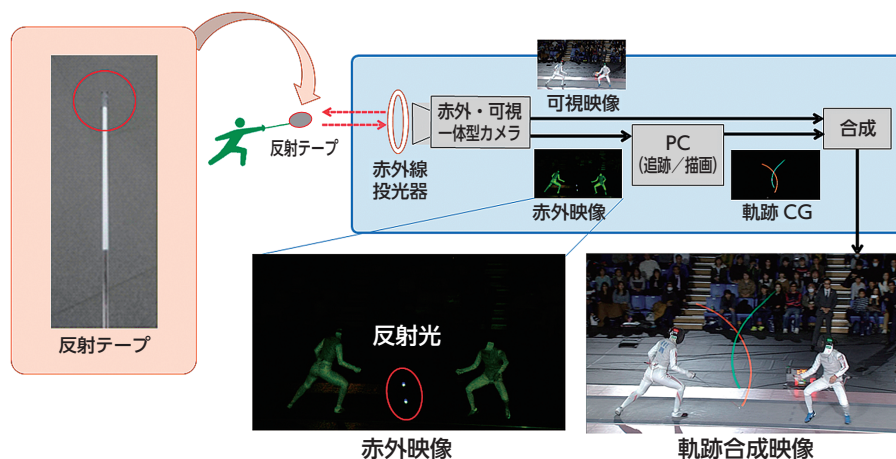 反射テープ
反射テープ
赤外線
投光器
赤外・可視
一体型カメラ
可視映像
赤外映像
PC
(追跡/描画)
軌跡 CG
合成
反射光
赤外映像
軌跡合成映像